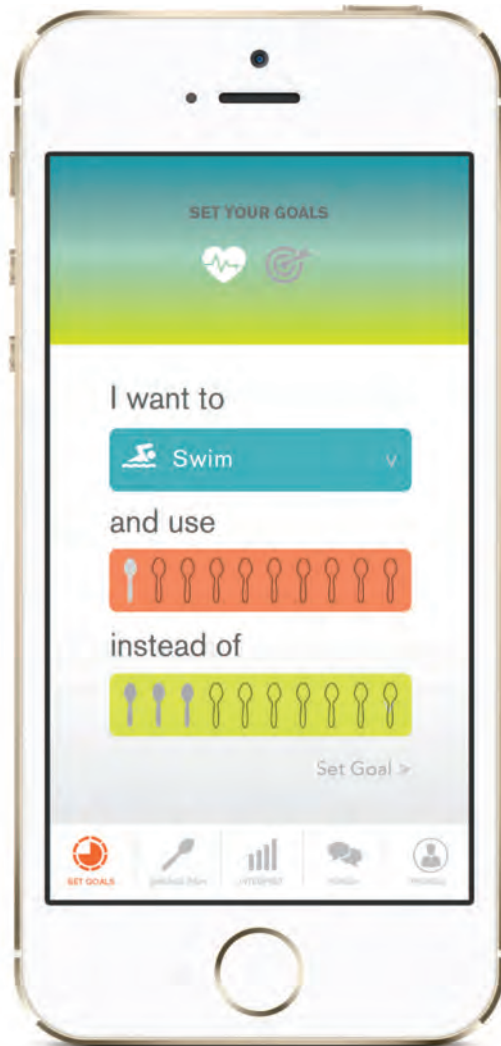 SET YOUR GOALS
I want to
Swim v
and use
instead of
Set Goal >
SET GOALS